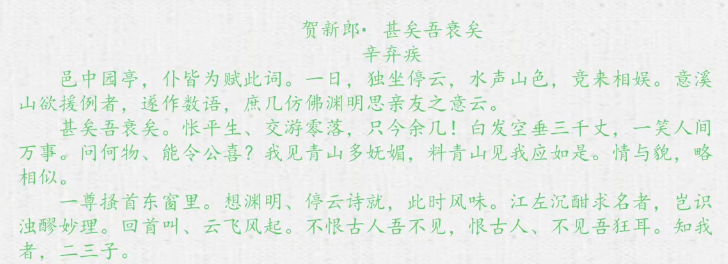 贺新郎· 甚矣吾衰矣
辛弃疾
邑中园亭，仆皆为赋此词。一日，独坐停云，水声山色，竞来相娱。意溪
山欲援例者，遂作数语，庶几仿佛渊明思亲友之意云。
甚矣吾衰矣。怅平生、交游零落，只今余几！白发空垂三千丈，一笑人间
万事。问何物、能令公喜？我见青山多妩媚，料青山见我应如是。情与貌，略
相似。
一尊搔首东窗里。想渊明、停云诗就，此时风味。江左沉酣求名者，岂识
浊醪妙理。回首叫、云飞风起。不恨古人吾不见，恨古人、不见吾狂耳。知我
者，二三子。